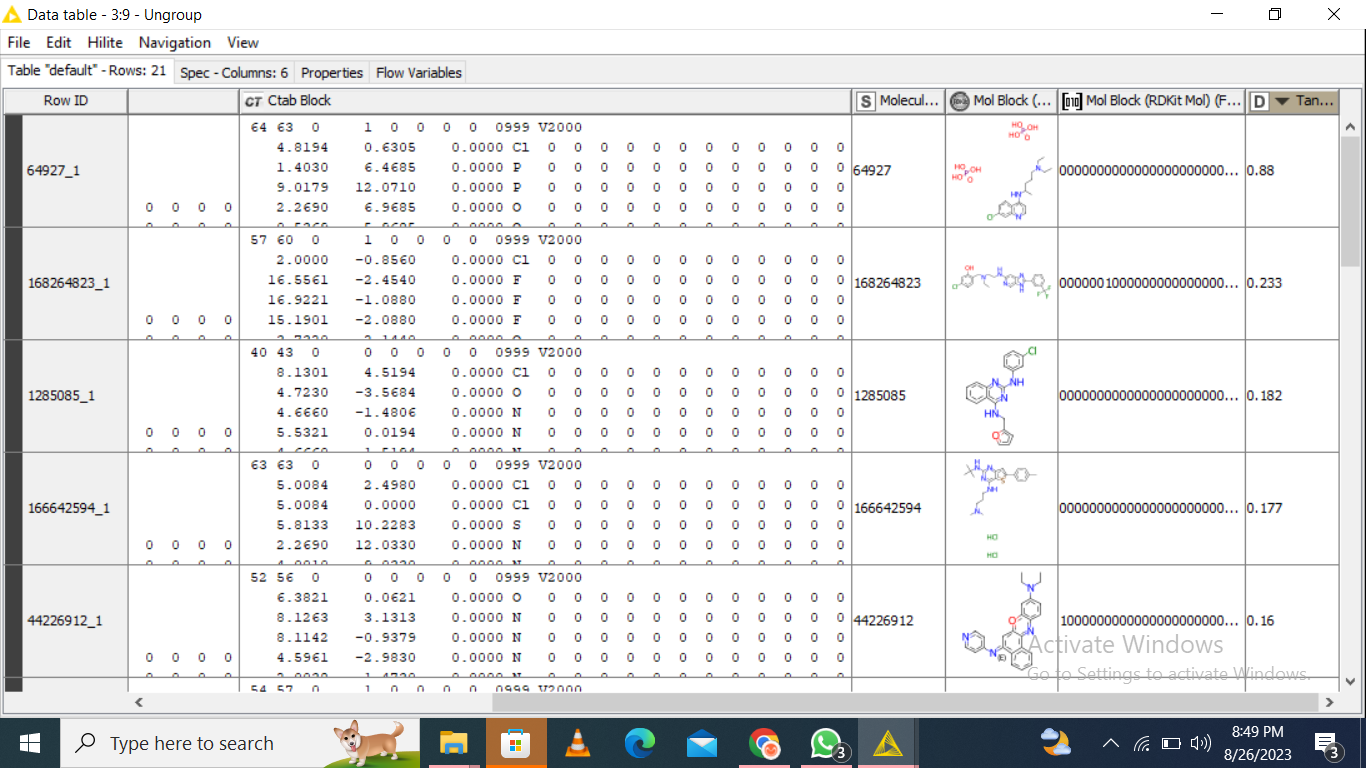 Data table - 3:9 - Ungroup
File Edit Hilite Navigation View
Table "default" - Rows: 21 Spec - Columns: 6 Properties Flow Variables
Row ID CT Ctab Block S Molecul... Mol Block (... [010] Mol Block (RDKit Mol) (F... D Tan...
64927_1
64 63 0 1 0 0 0 0 0999 V2000
4.8194 0.6305 0.0000 Cl 0 0 0 0 0 0 0 0 0 0 0 0
1.4030 6.4685 0.0000 P 0 0 0 0 0 0 0 0 0 0 0 0
9.0179 12.0710 0.0000 P 0 0 0 0 0 0 0 0 0 0 0 0
0 0 0 0 2.2690 6.9685 0.0000 O 0 0 0 0 0 0 0 0 0 0 0 0
64927 00000000000000000000000... 0.88
168264823_1
57 60 0 1 0 0 0 0 0999 V2000
2.0000 -0.8560 0.0000 Cl 0 0 0 0 0 0 0 0 0 0 0 0
16.5561 -2.4540 0.0000 F 0 0 0 0 0 0 0 0 0 0 0 0
16.9221 -1.0880 0.0000 F 0 0 0 0 0 0 0 0 0 0 0 0
0 0 0 0 15.1901 -2.0880 0.0000 F 0 0 0 0 0 0 0 0 0 0 0 0
168264823 00000010000000000000000... 0.233
1285085_1
40 43 0 0 0 0 0 0 0999 V2000
8.1301 4.5194 0.0000 Cl 0 0 0 0 0 0 0 0 0 0 0 0
4.7230 -3.5684 0.0000 O 0 0 0 0 0 0 0 0 0 0 0 0
4.6660 -1.4806 0.0000 N 0 0 0 0 0 0 0 0 0 0 0 0
0 0 0 0 5.5321 0.0194 0.0000 N 0 0 0 0 0 0 0 0 0 0 0 0
1285085 00000000000000000000000... 0.182
166642594_1
63 63 0 0 0 0 0 0 0999 V2000
5.0084 2.4980 0.0000 Cl 0 0 0 0 0 0 0 0 0 0 0 0
5.0084 0.0000 0.0000 Cl 0 0 0 0 0 0 0 0 0 0 0 0
5.8133 10.2283 0.0000 S 0 0 0 0 0 0 0 0 0 0 0 0
0 0 0 0 2.2690 12.0330 0.0000 N 0 0 0 0 0 0 0 0 0 0 0 0
166642594 00000000000000000000000... 0.177
44226912_1
52 56 0 0 0 0 0 0 0999 V2000
6.3821 0.0621 0.0000 O 0 0 0 0 0 0 0 0 0 0 0 0
8.1263 3.1313 0.0000 N 0 0 0 0 0 0 0 0 0 0 0 0
8.1142 -0.9379 0.0000 N 0 0 0 0 0 0 0 0 0 0 0 0
0 0 0 0 4.5961 -2.9830 0.0000 N 0 0 0 0 0 0 0 0 0 0 0 0
44226912 10000000000000000000000... 0.16
54 57 0 1 0 0 0 0 0999 V2000
Activate Windows
Go to Settings to activate Windows.
Type here to search
3
8:49 PM
8/26/2023
3